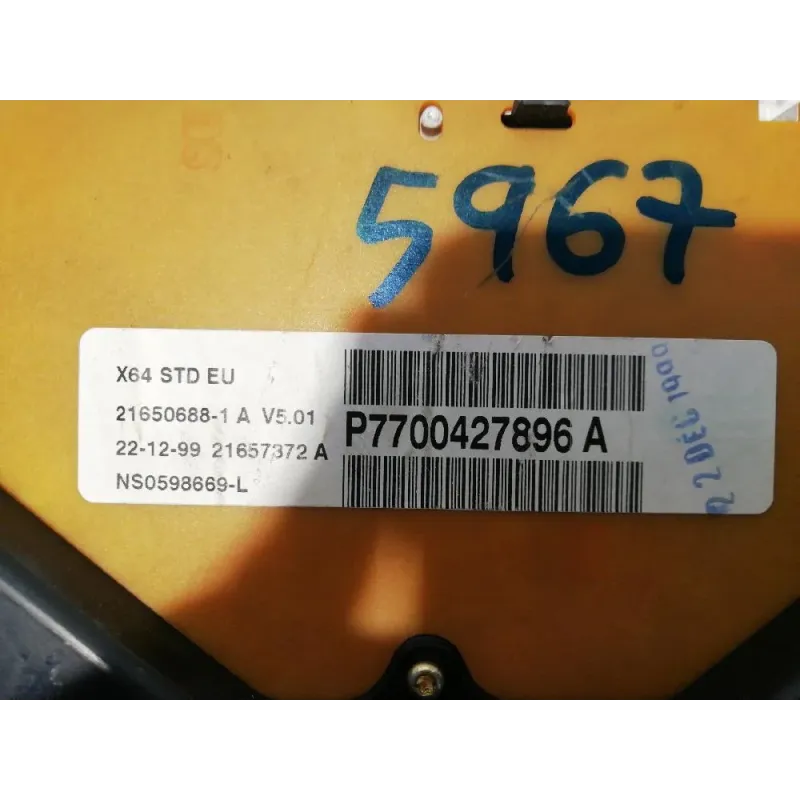 5967
X64 STD EU
21650688-1 A V5.01
22-12-99 21657372 A
NS0598669-L
P7700427896 A
22 DEC 1999